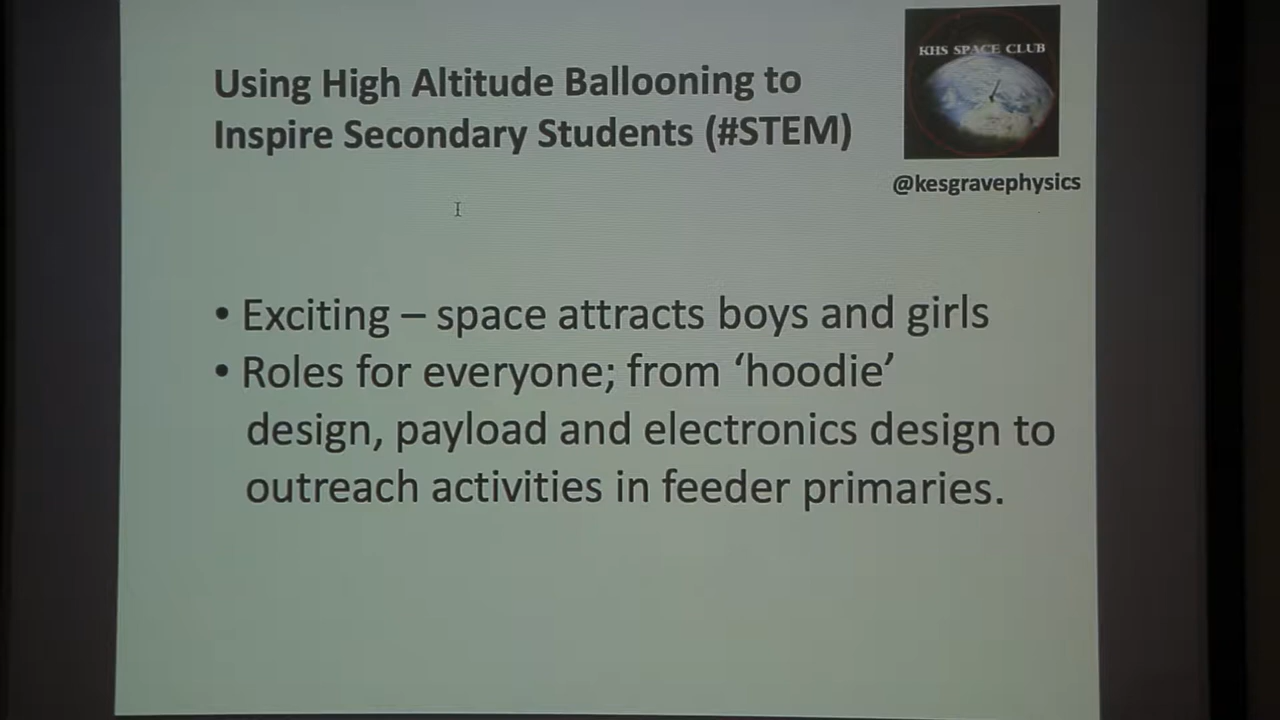 Using High Altitude Ballooning to
Inspire Secondary Students (#STEM)
KHS SPACE CLUB
@kesgravephysics
• Exciting – space attracts boys and girls
• Roles for everyone; from ‘hoodie’
design, payload and electronics design to
outreach activities in feeder primaries.